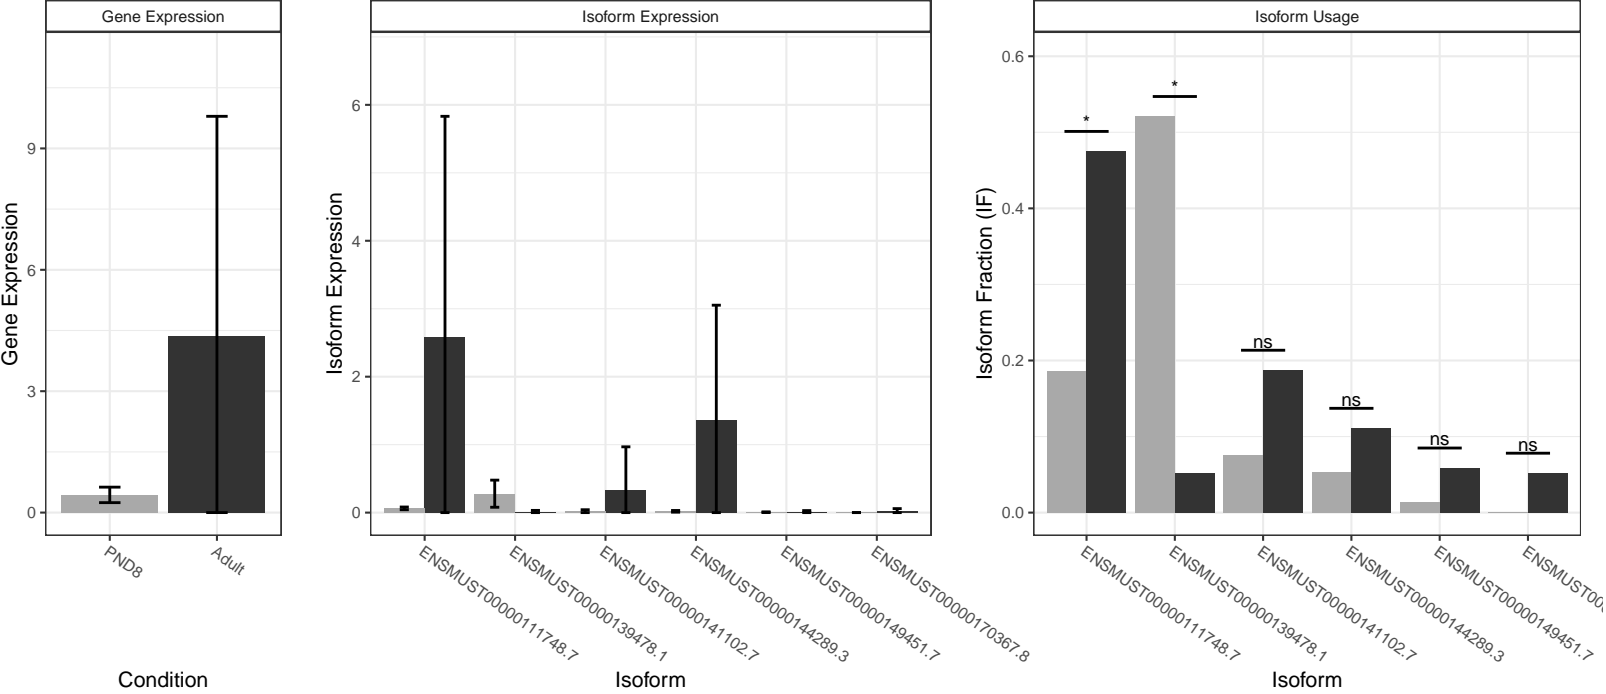 Gene Expression
Isoform Expression
Isoform Usage
Gene Expression
9
6
3
0
PND8
Adult
Condition
Isoform Expression
6
4
2
0
ENSMUST00000111748.7
ENSMUST00000139478.1
ENSMUST00000141102.7
ENSMUST00000144289.3
ENSMUST00000149451.7
ENSMUST00000170367.8
Isoform
Isoform Fraction (IF)
0.6
0.4
0.2
0.0
*
*
ns
ns
ns
ns
ENSMUST00000111748.7
ENSMUST00000139478.1
ENSMUST00000141102.7
ENSMUST00000144289.3
ENSMUST00000149451.7
Isoform